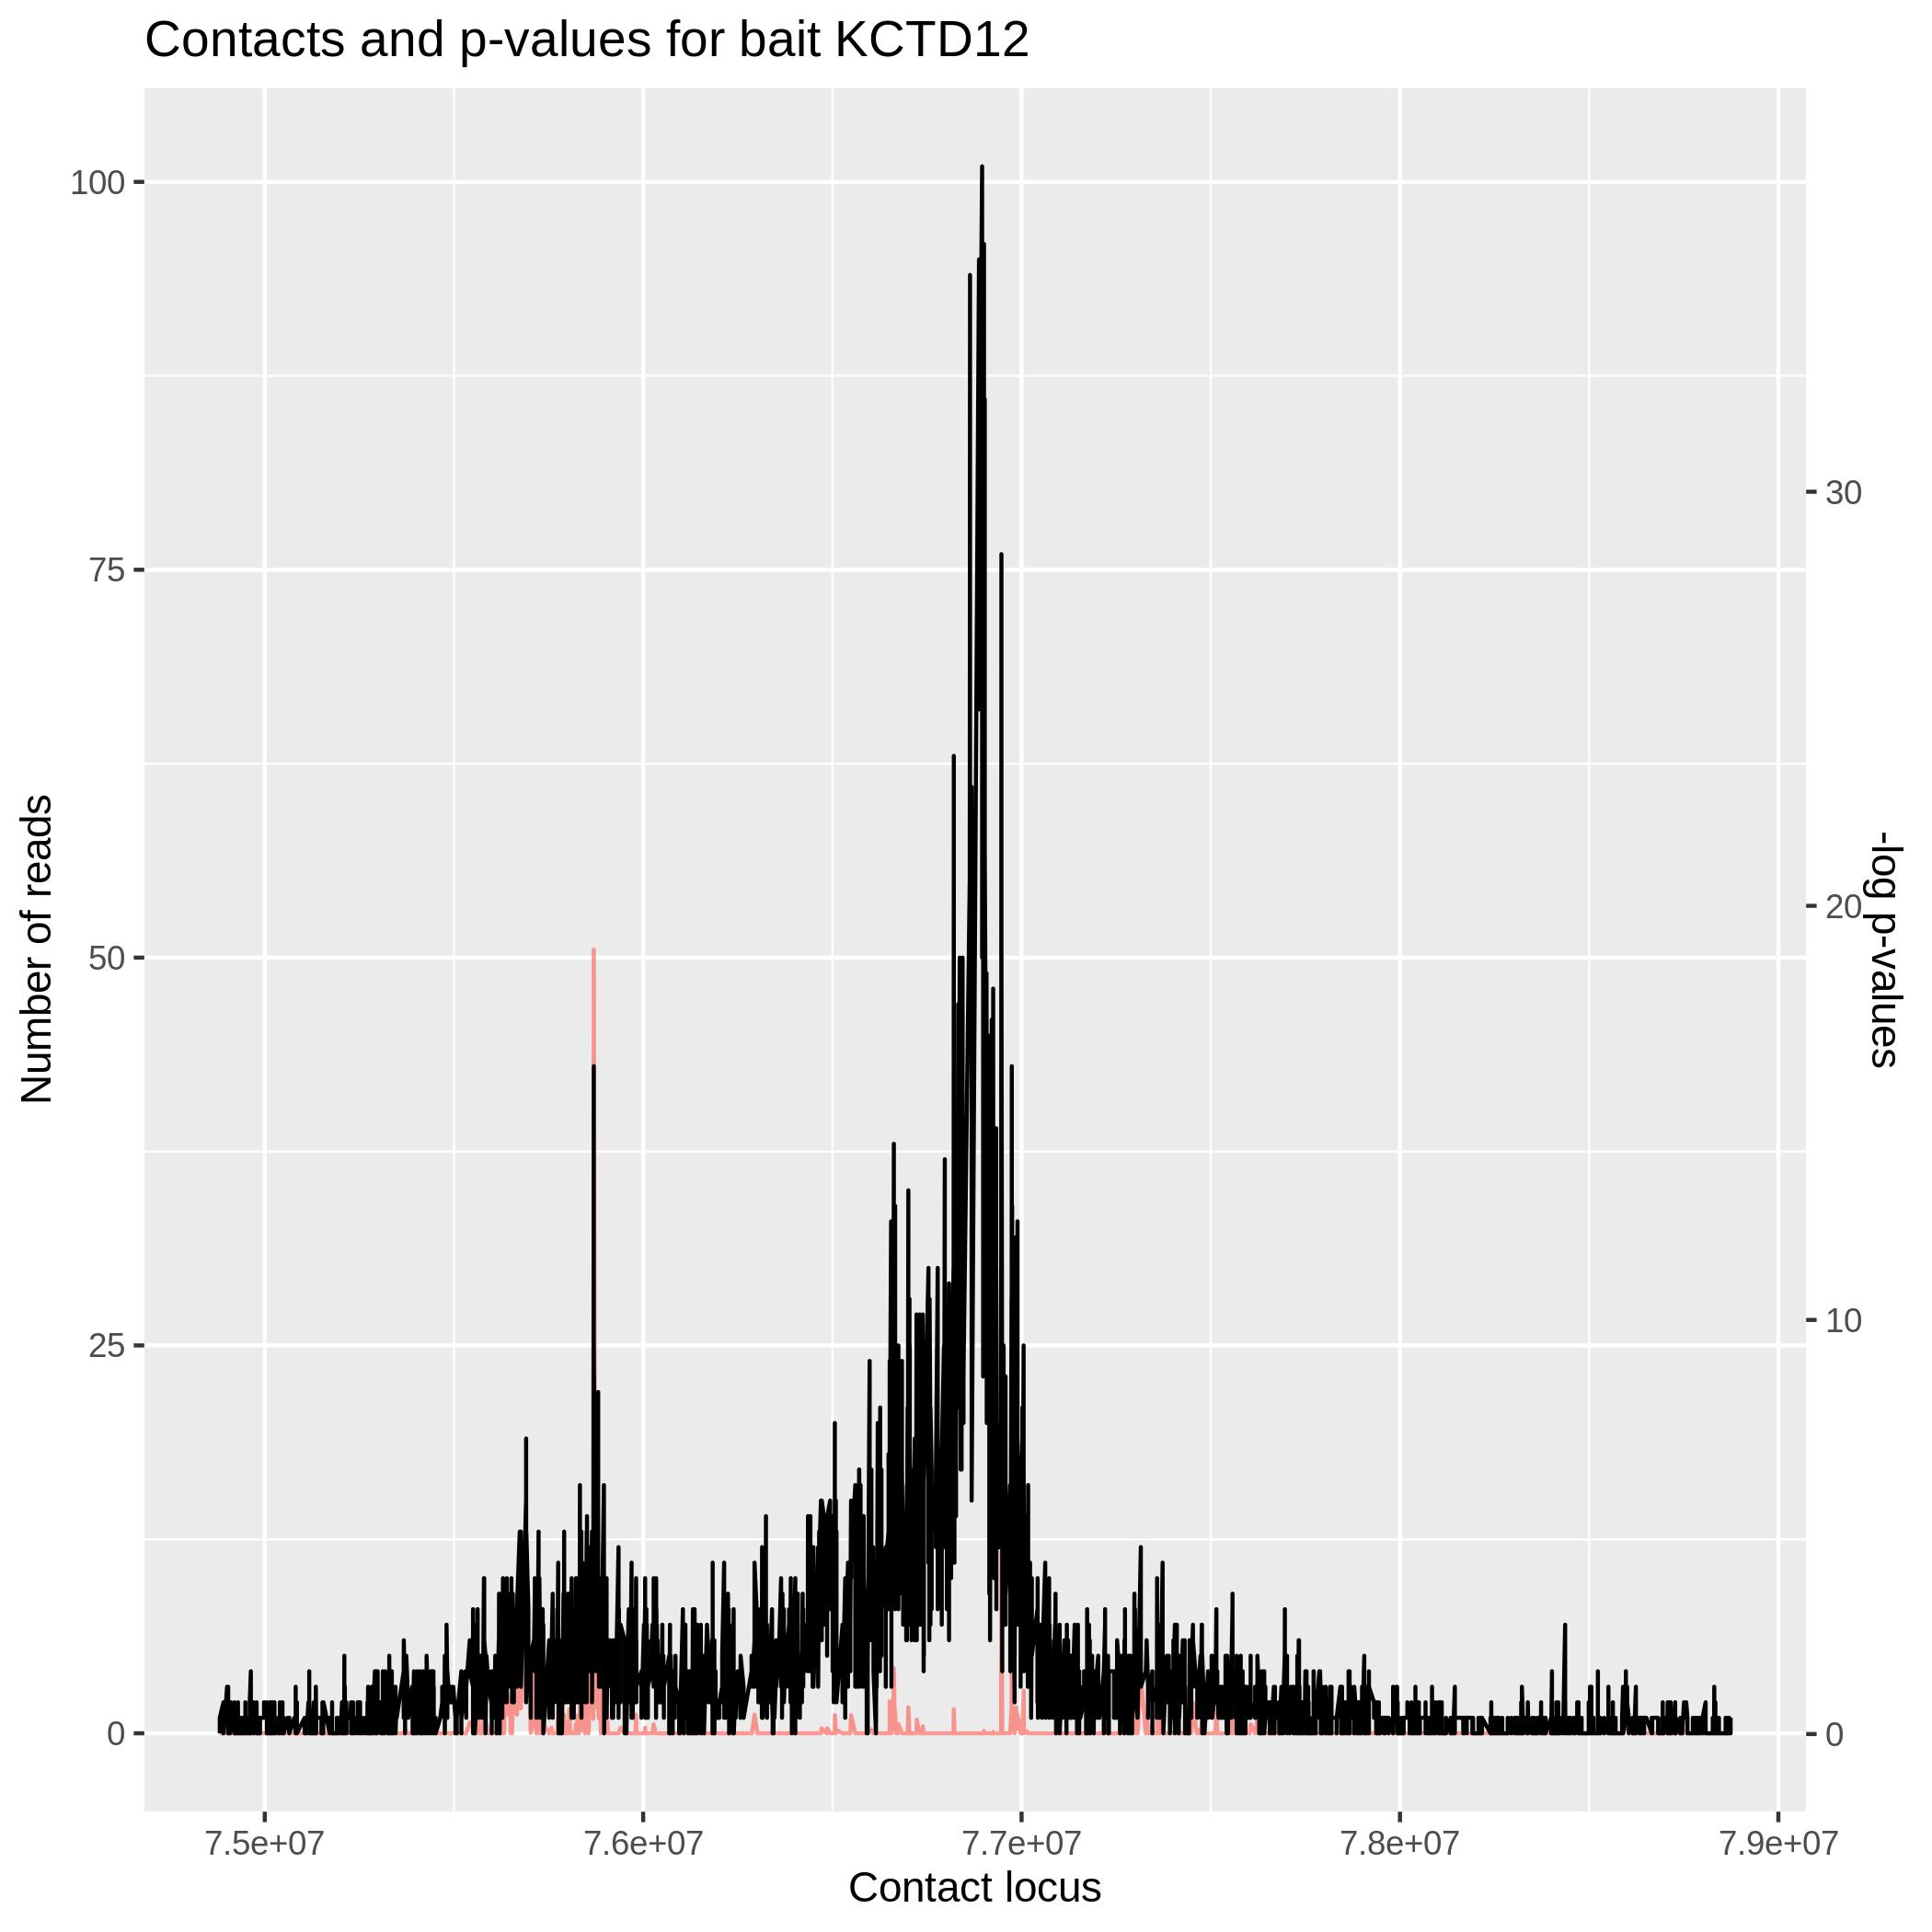 Contacts and p-values for bait KCTD12
100
75
50
25
0
Number of reads
30
20
10
0
-log p-values
7.5e+07 7.6e+07 7.7e+07 7.8e+07 7.9e+07
Contact locus